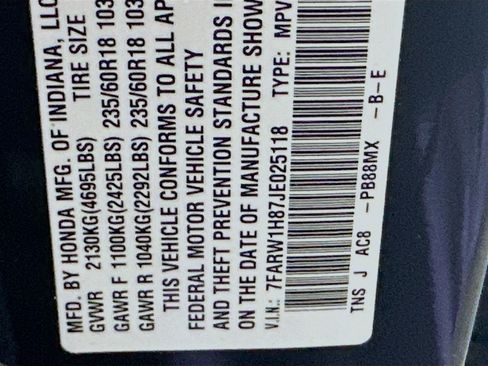 MFD. BY HONDA MFG. OF INDIANA, LLC
GVWR 2130KG(4695LBS) TIRE SIZE
GAWR F 1100KG(2425LBS) 235/60R18 103
GAWR R 1040KG(2292LBS) 235/60R18 103
THIS VEHICLE CONFORMS TO ALL AP
FEDERAL MOTOR VEHICLE SAFETY
AND THEFT PREVENTION STANDARDS I
ON THE DATE OF MANUFACTURE SHOW
V.I.N.: 7FARW1H87JE025118 TYPE: MPV
TNS J AC8 -PB88MX -B-E